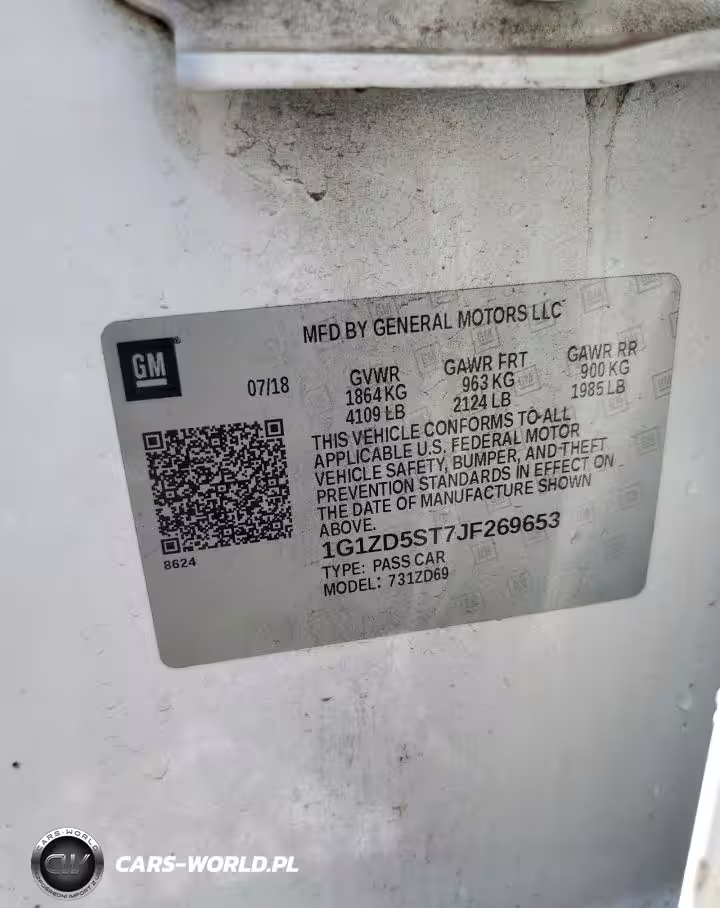 MFD BY GENERAL MOTORS LLC
GM
07/18
GVWR
1864 KG
4109 LB
GAWR FRT
963 KG
2124 LB
GAWR RR
900 KG
1985 LB
THIS VEHICLE CONFORMS TO ALL
APPLICABLE U.S. FEDERAL MOTOR
VEHICLE SAFETY, BUMPER, AND THEFT
PREVENTION STANDARDS IN EFFECT ON
THE DATE OF MANUFACTURE SHOWN
ABOVE.
1G1ZD5ST7JF269653
TYPE: PASS CAR
MODEL: 731ZD69
8624
CARS-WORLD
CW
CARS-WORLD.PL